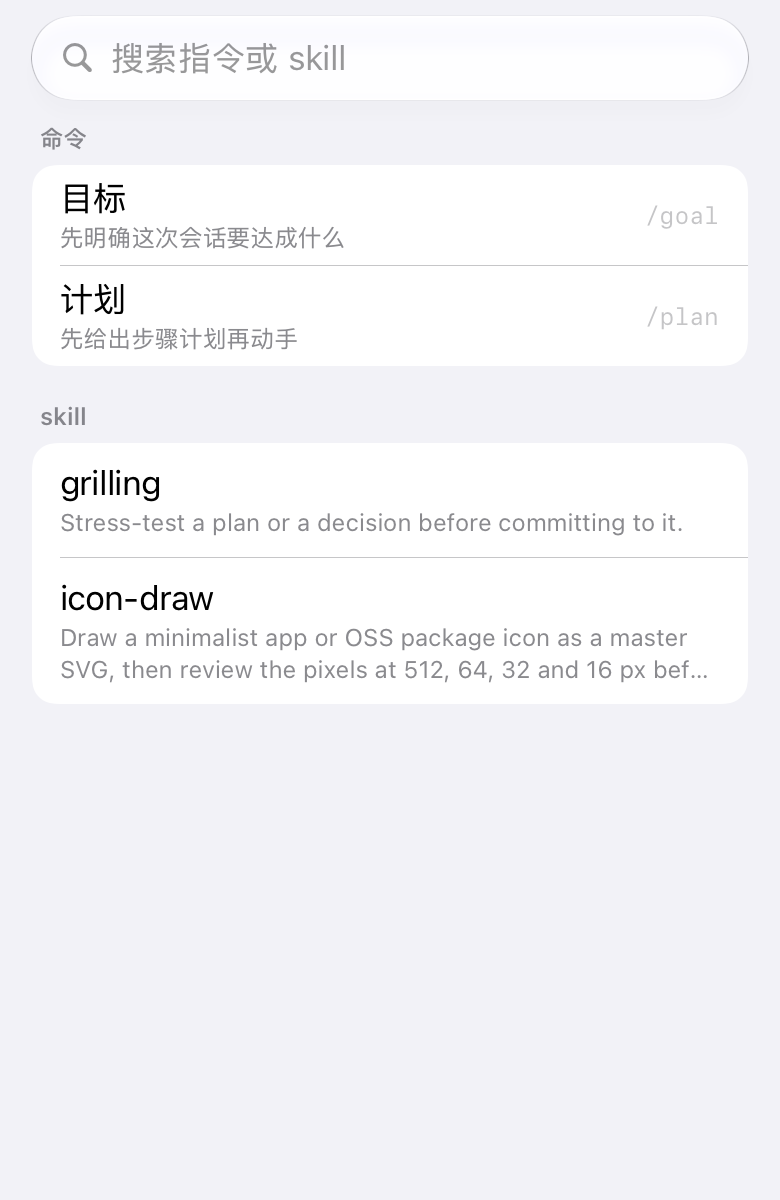 搜索指令或 skill
命令
目标
先明确这次会话要达成什么
/goal
计划
先给出步骤计划再动手
/plan
skill
grilling
Stress-test a plan or a decision before committing to it.
icon-draw
Draw a minimalist app or OSS package icon as a master
SVG, then review the pixels at 512, 64, 32 and 16 px bef...